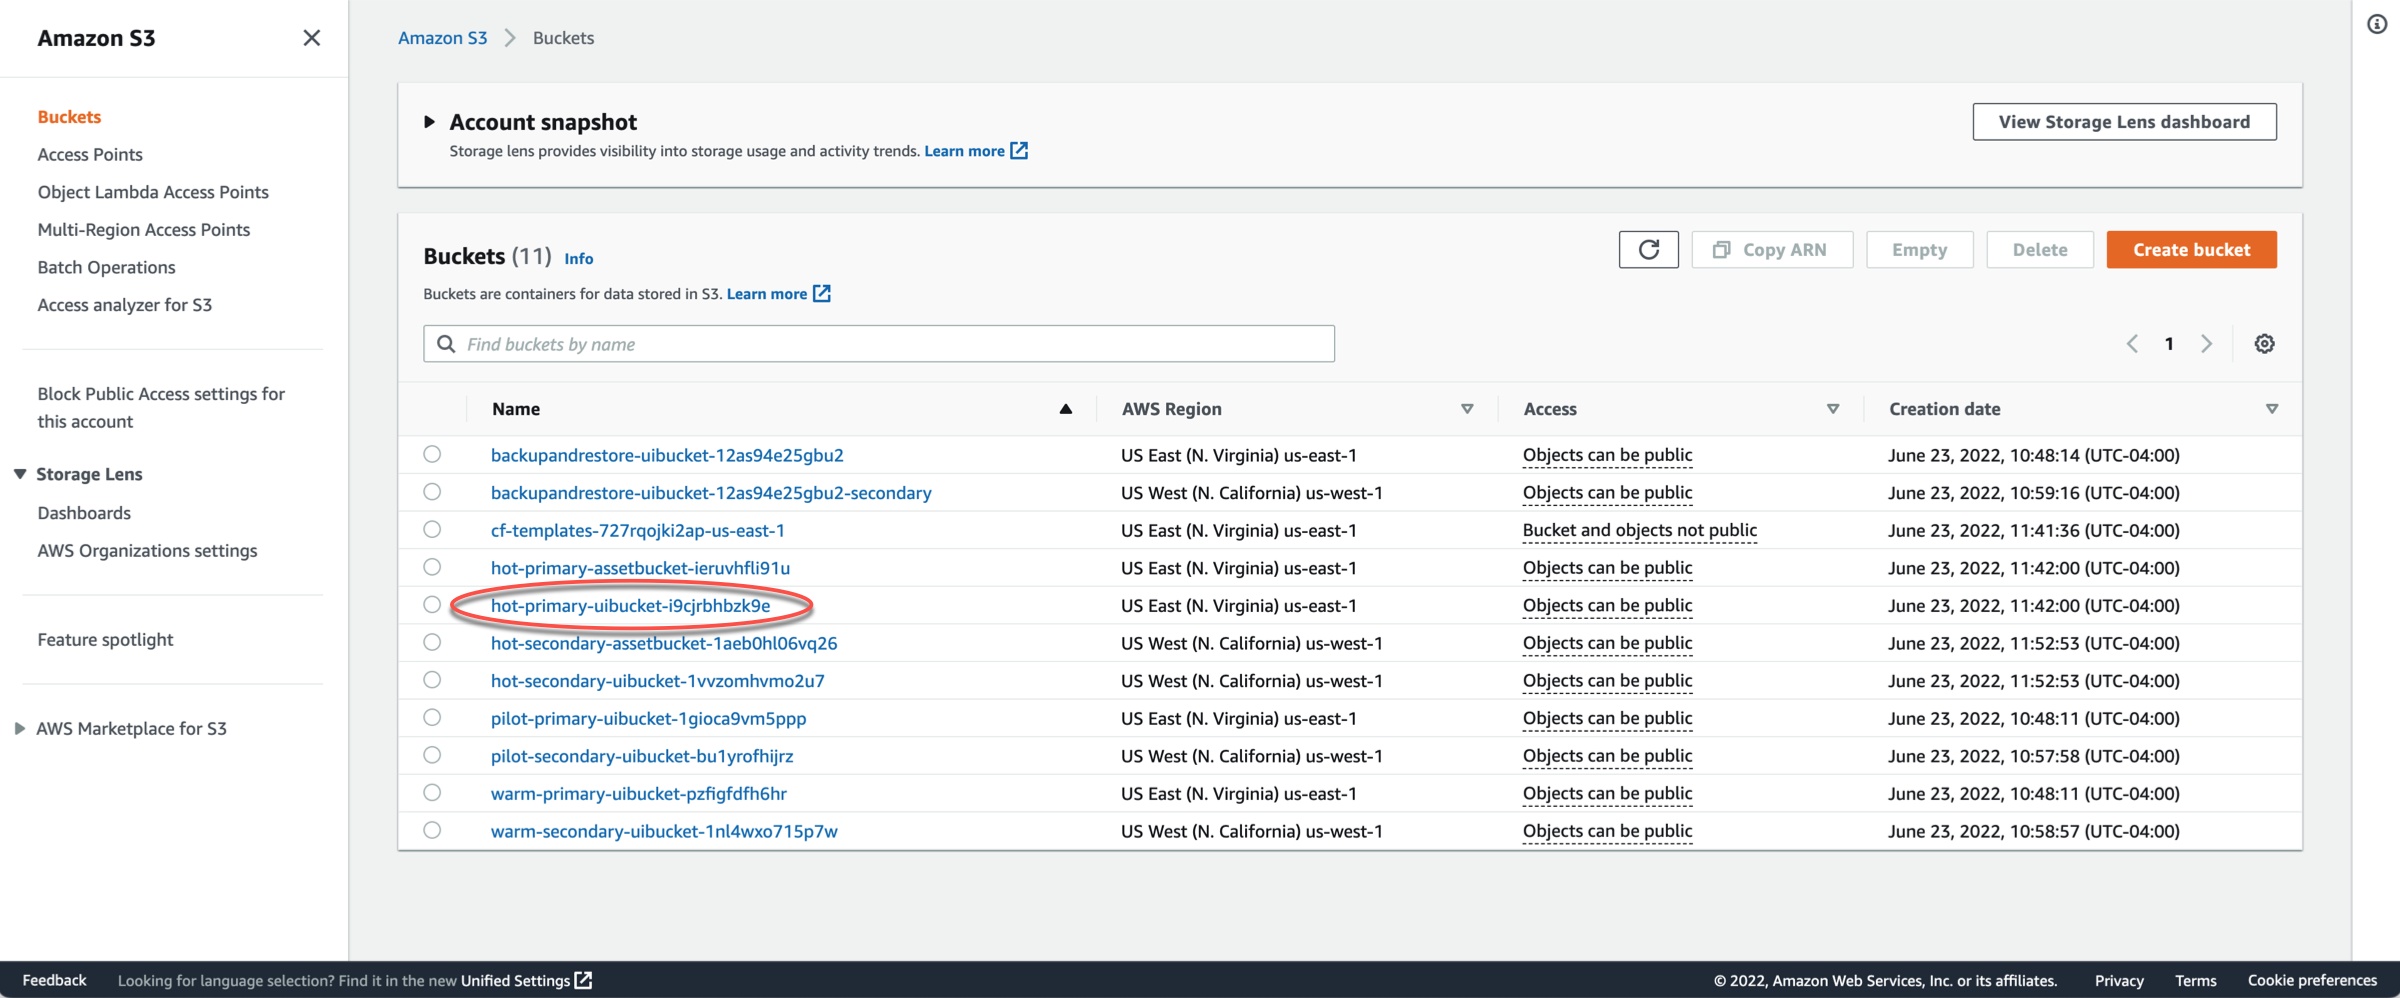 Amazon S3
Buckets
Access Points
Object Lambda Access Points
Multi-Region Access Points
Batch Operations
Access analyzer for S3
Block Public Access settings for
this account
Storage Lens
Dashboards
AWS Organizations settings
Feature spotlight
AWS Marketplace for S3
Amazon S3 Buckets
Account snapshot
View Storage Lens dashboard
Storage lens provides visibility into storage usage and activity trends. Learn more
Buckets (11) Info
Copy ARN Empty Delete Create bucket
Buckets are containers for data stored in S3. Learn more
Find buckets by name
1
Name AWS Region Access Creation date
backupandrestore-uibucket-12as94e25gbu2 US East (N. Virginia) us-east-1 Objects can be public June 23, 2022, 10:48:14 (UTC-04:00)
backupandrestore-uibucket-12as94e25gbu2-secondary US West (N. California) us-west-1 Objects can be public June 23, 2022, 10:59:16 (UTC-04:00)
cf-templates-727rqojki2ap-us-east-1 US East (N. Virginia) us-east-1 Bucket and objects not public June 23, 2022, 11:41:36 (UTC-04:00)
hot-primary-assetbucket-ieruvhfli91u US East (N. Virginia) us-east-1 Objects can be public June 23, 2022, 11:42:00 (UTC-04:00)
hot-primary-uibucket-i9cjrbhbzk9e US East (N. Virginia) us-east-1 Objects can be public June 23, 2022, 11:42:00 (UTC-04:00)
hot-secondary-assetbucket-1aeb0hl06vq26 US West (N. California) us-west-1 Objects can be public June 23, 2022, 11:52:53 (UTC-04:00)
hot-secondary-uibucket-1vvzomhvmo2u7 US West (N. California) us-west-1 Objects can be public June 23, 2022, 11:52:53 (UTC-04:00)
pilot-primary-uibucket-1gioca9vm5ppp US East (N. Virginia) us-east-1 Objects can be public June 23, 2022, 10:48:11 (UTC-04:00)
pilot-secondary-uibucket-bu1yrofhijrz US West (N. California) us-west-1 Objects can be public June 23, 2022, 10:57:58 (UTC-04:00)
warm-primary-uibucket-pzfigfdfh6hr US East (N. Virginia) us-east-1 Objects can be public June 23, 2022, 10:48:11 (UTC-04:00)
warm-secondary-uibucket-1nl4wxo715p7w US West (N. California) us-west-1 Objects can be public June 23, 2022, 10:58:57 (UTC-04:00)
Feedback Looking for language selection? Find it in the new Unified Settings © 2022, Amazon Web Services, Inc. or its affiliates. Privacy Terms Cookie preferences